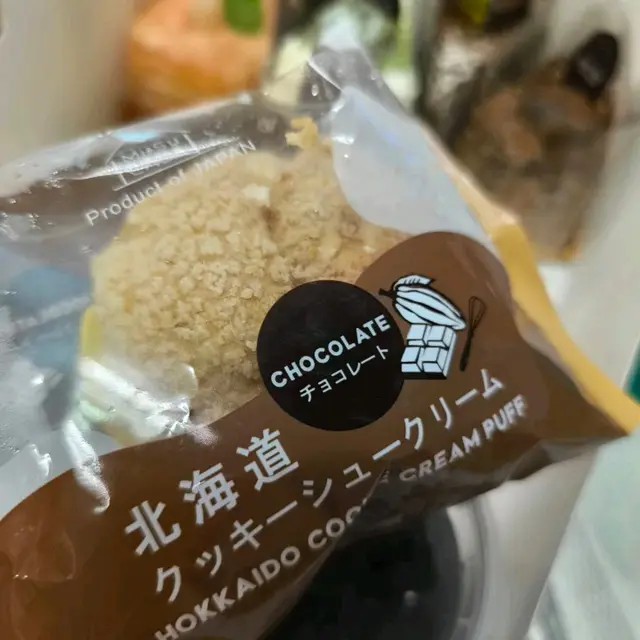 Product of JAPAN
CHOCOLATE
チョコレート
北海道
クッキーシュークリーム
HOKKAIDO COOKIE CREAM PUFF